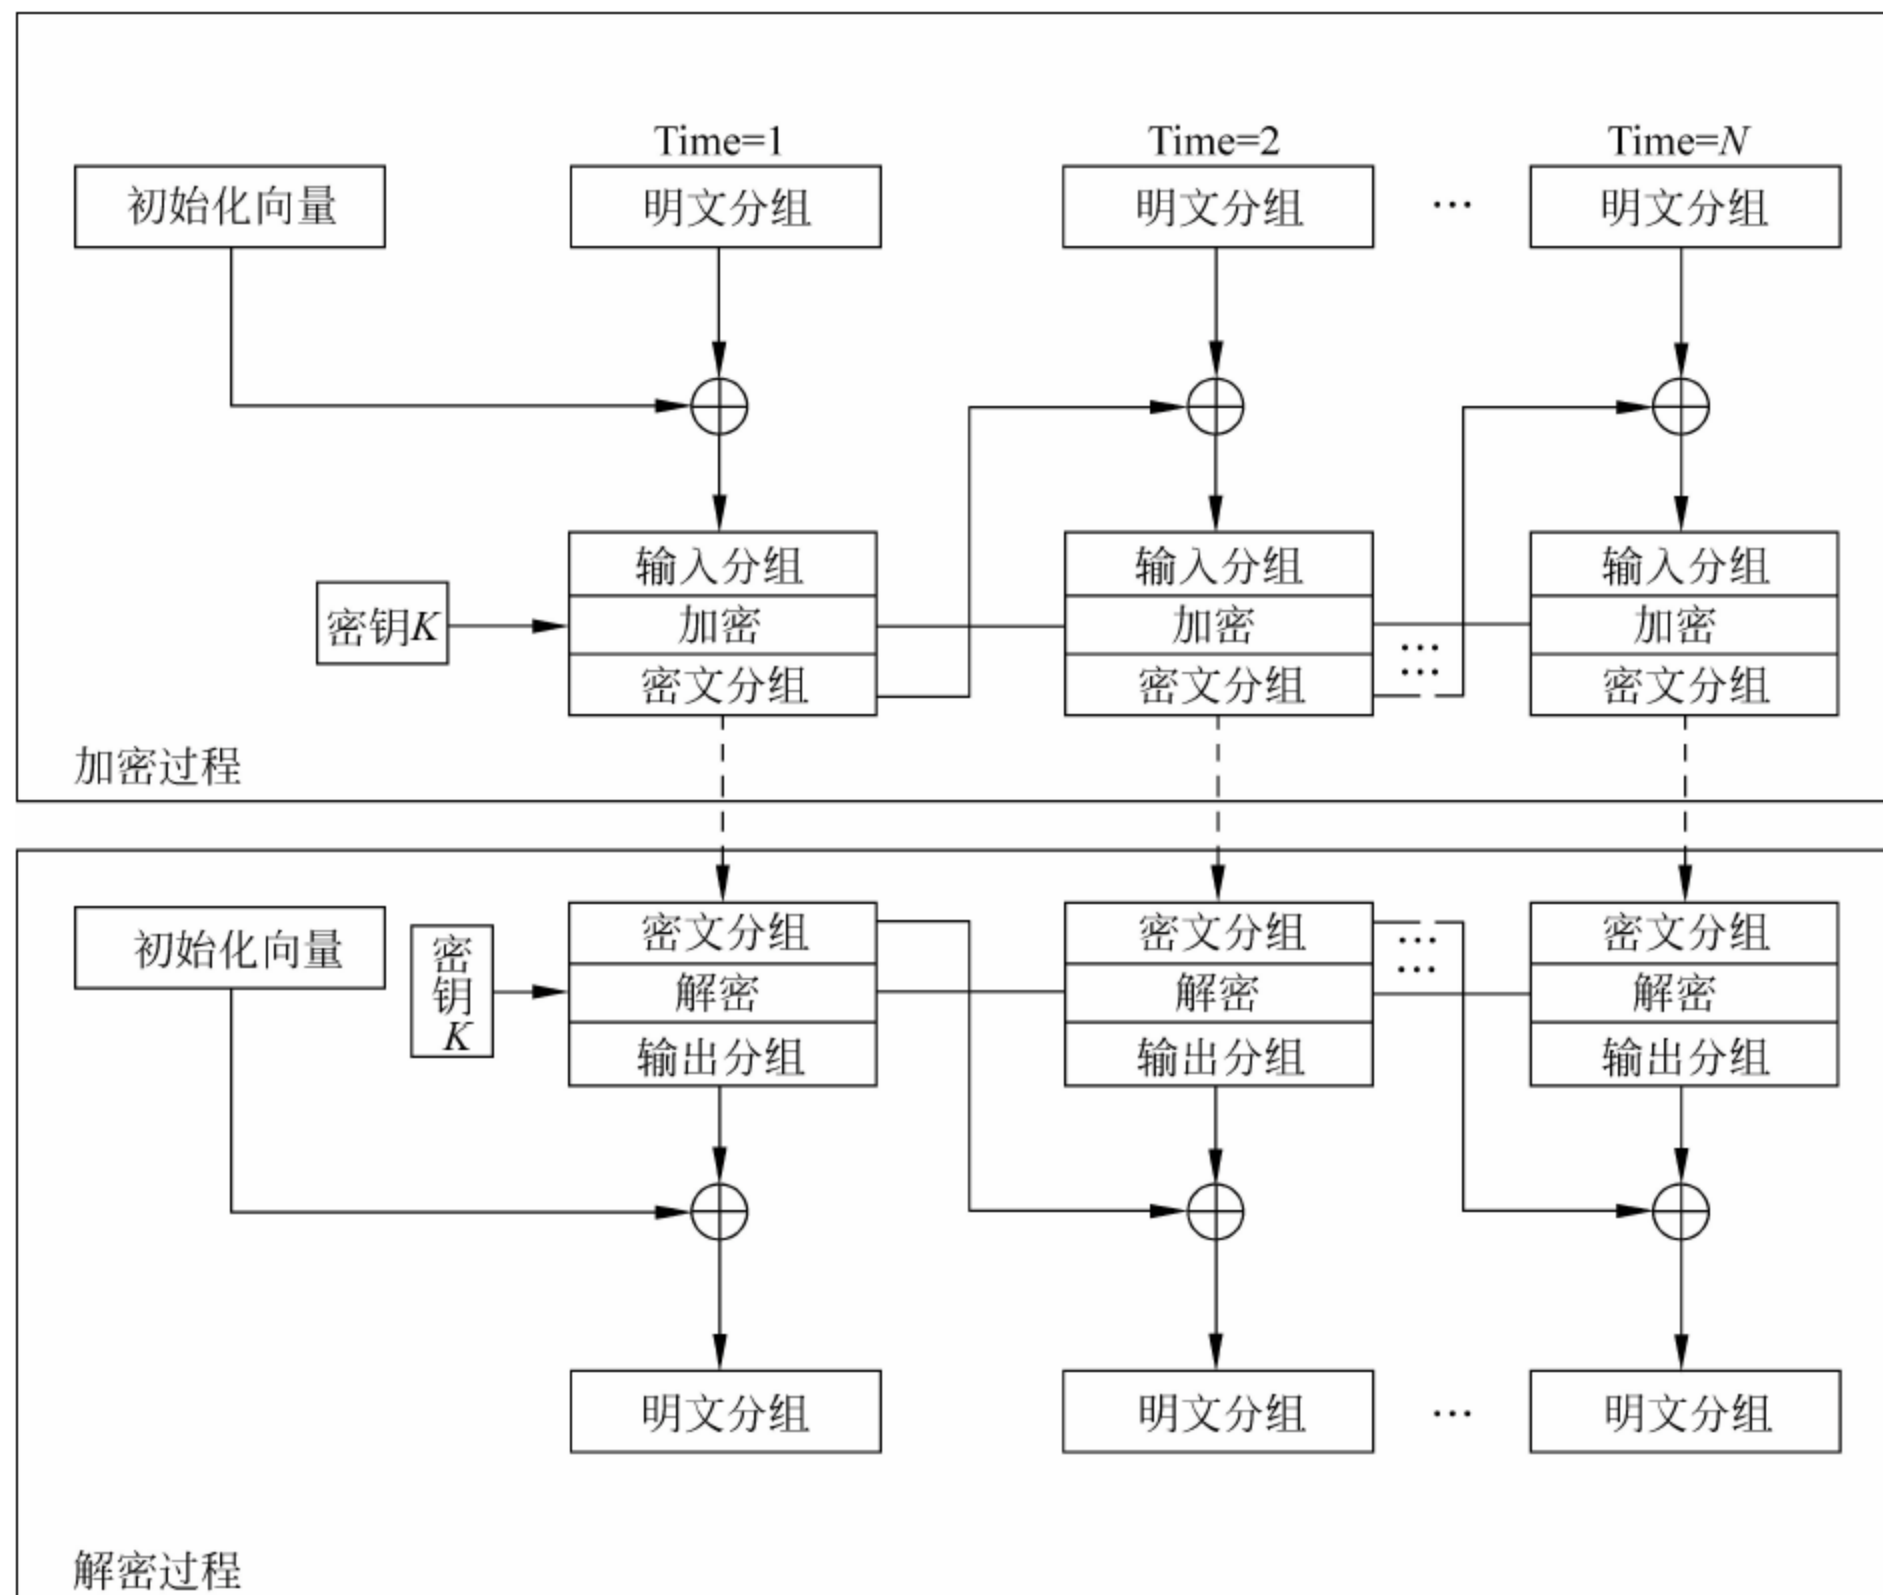 Time=1
Time=2
Time=N
初始化向量
明文分组
明文分组
…
明文分组
输入分组
输入分组
输入分组
密钥K
加密
加密
加密
…
…
密文分组
密文分组
密文分组
加密过程
初始化向量
密钥K
密文分组
密文分组
…
…
密文分组
解密
解密
解密
输出分组
输出分组
输出分组
明文分组
明文分组
…
明文分组
解密过程